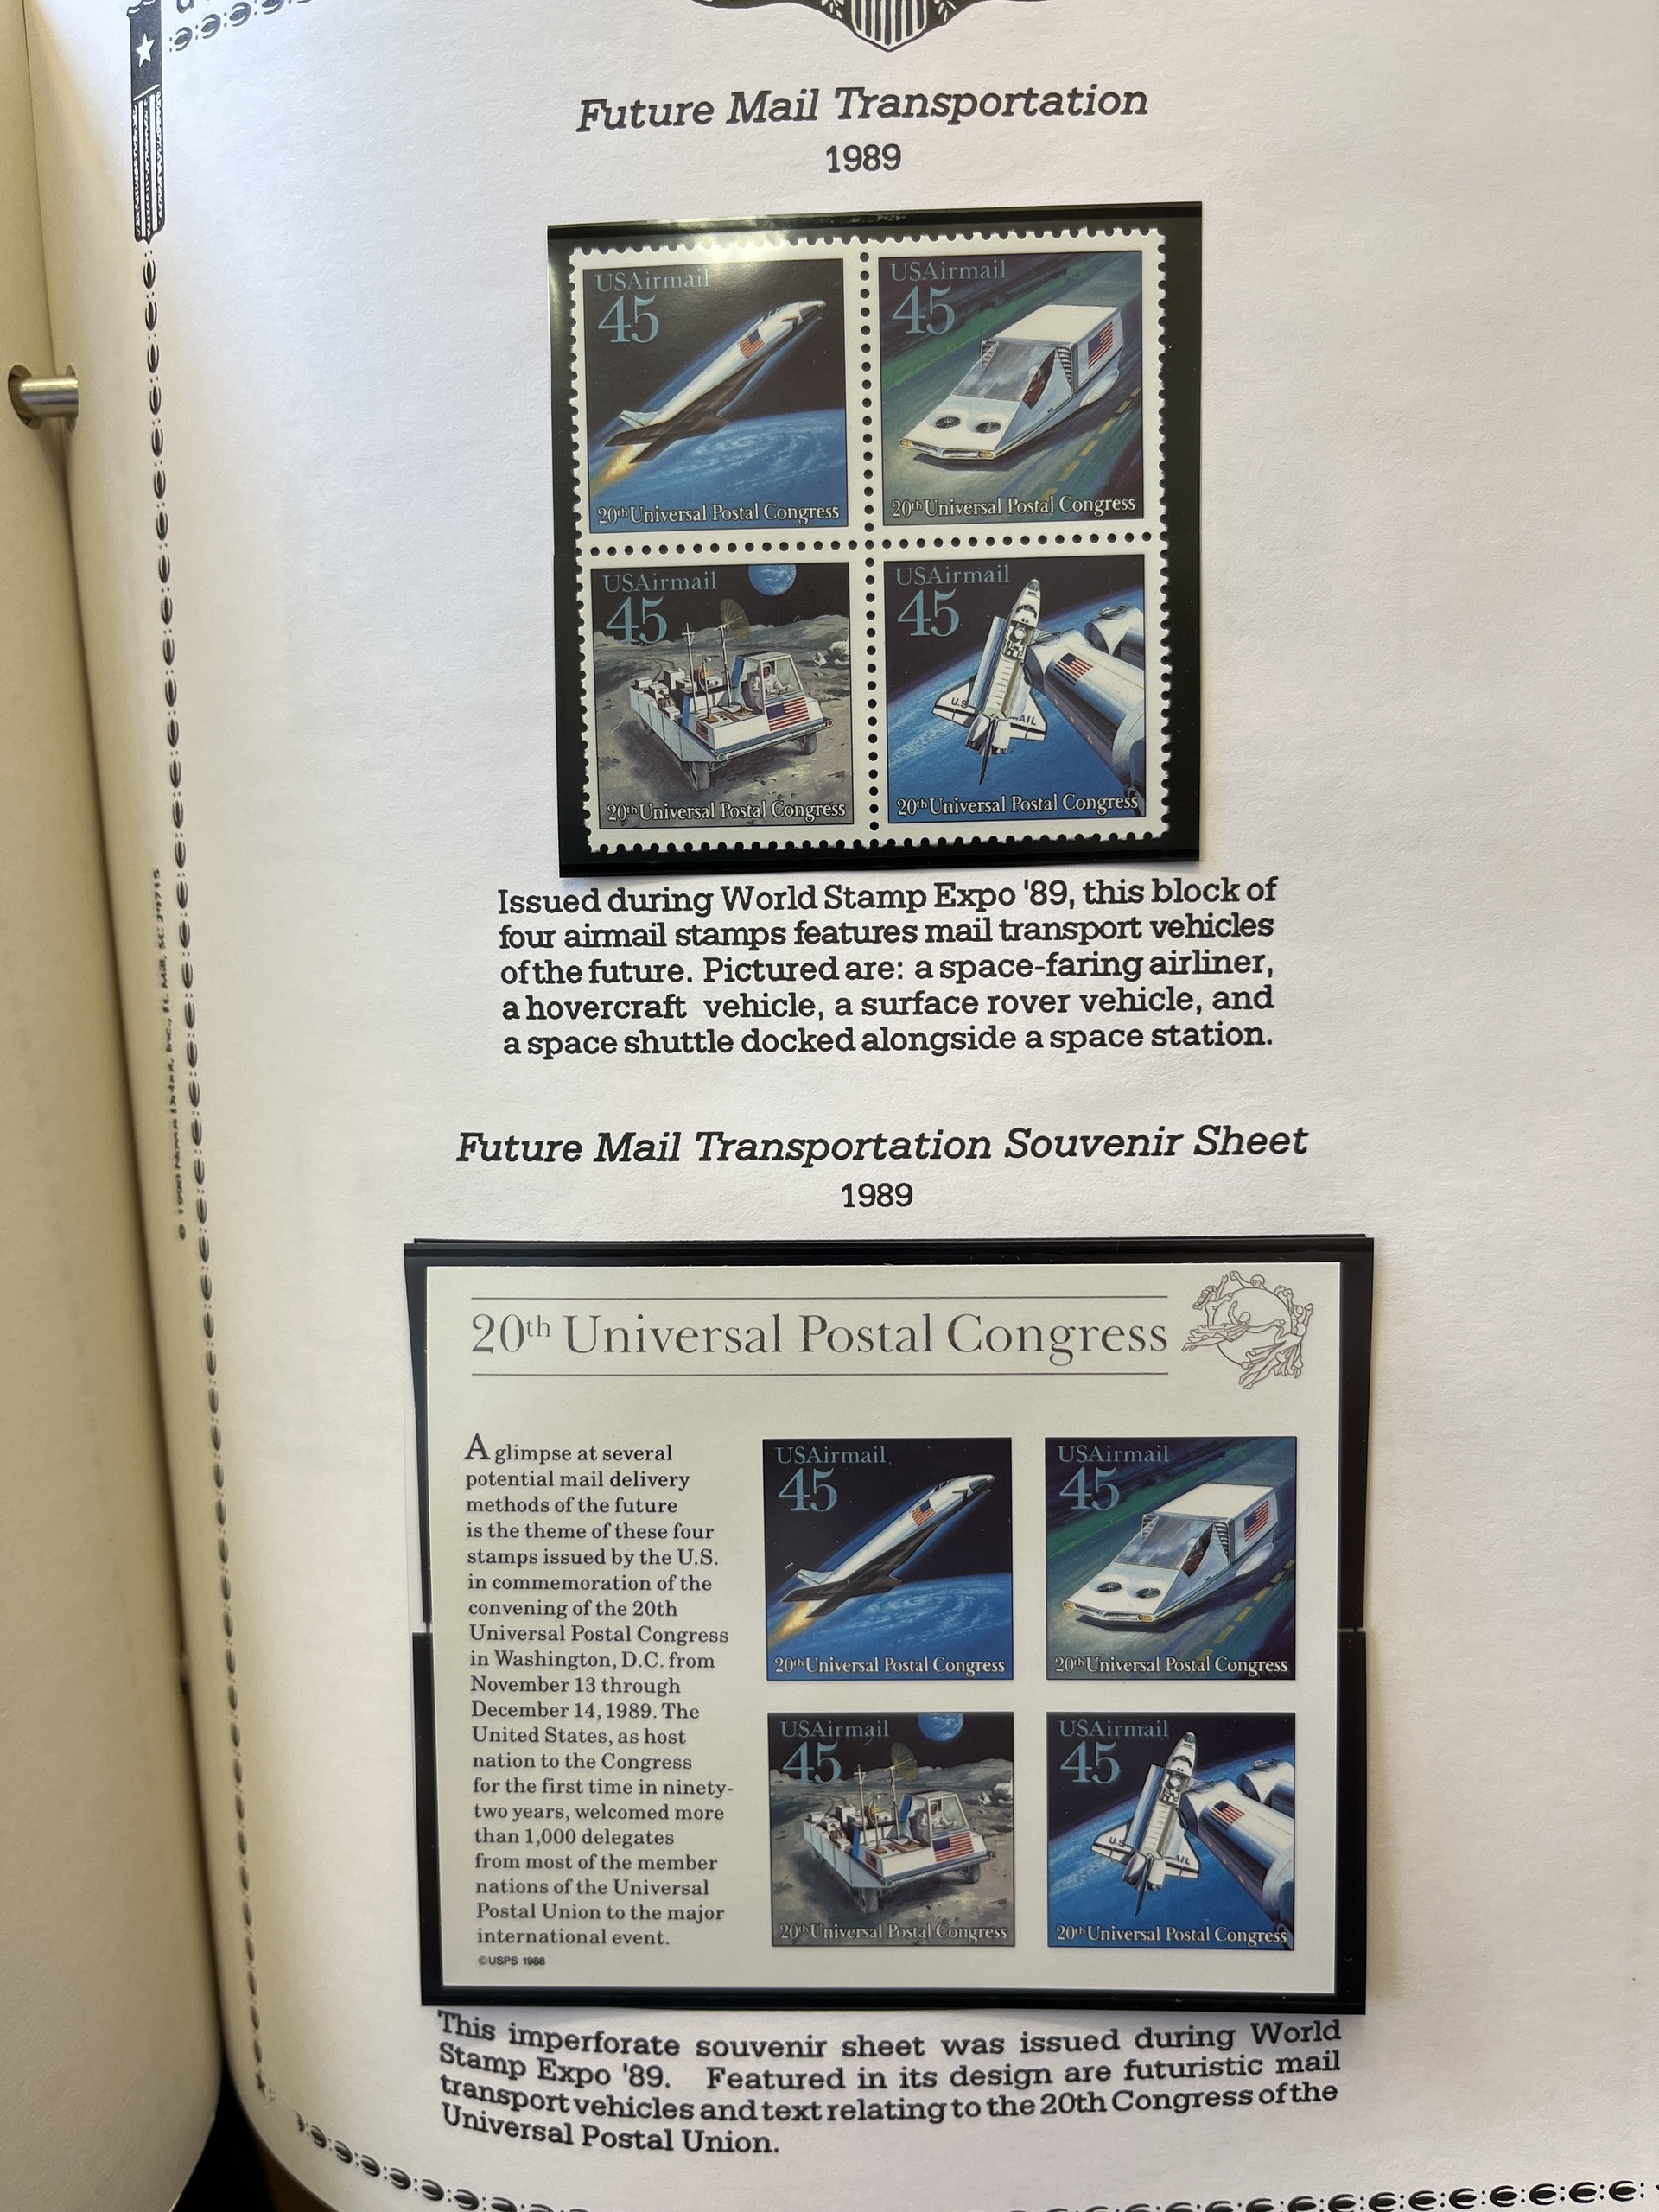 Future Mail Transportation
1989
USAirmail
45
20th Universal Postal Congress
USAirmail
45
20th Universal Postal Congress
USAirmail
45
20th Universal Postal Congress
USAirmail
45
U.S. MAIL
20th Universal Postal Congress
Issued during World Stamp Expo '89, this block of
four airmail stamps features mail transport vehicles
of the future. Pictured are: a space-faring airliner,
a hovercraft vehicle, a surface rover vehicle, and
a space shuttle docked alongside a space station.
Future Mail Transportation Souvenir Sheet
1989
20th Universal Postal Congress
A glimpse at several
potential mail delivery
methods of the future
is the theme of these four
stamps issued by the U.S.
in commemoration of the
convening of the 20th
Universal Postal Congress
in Washington, D.C. from
November 13 through
December 14, 1989. The
United States, as host
nation to the Congress
for the first time in ninety-
two years, welcomed more
than 1,000 delegates
from most of the member
nations of the Universal
Postal Union to the major
international event.
©USPS 1988
USAirmail
45
20th Universal Postal Congress
USAirmail
45
20th Universal Postal Congress
USAirmail
45
20th Universal Postal Congress
USAirmail
45
U.S. AIL
20th Universal Postal Congress
This imperforate souvenir sheet was issued during World
Stamp Expo '89. Featured in its design are futuristic mail
transport vehicles and text relating to the 20th Congress of the
Universal Postal Union.
© 1990 Inc., Ft. Mill, SC 29715